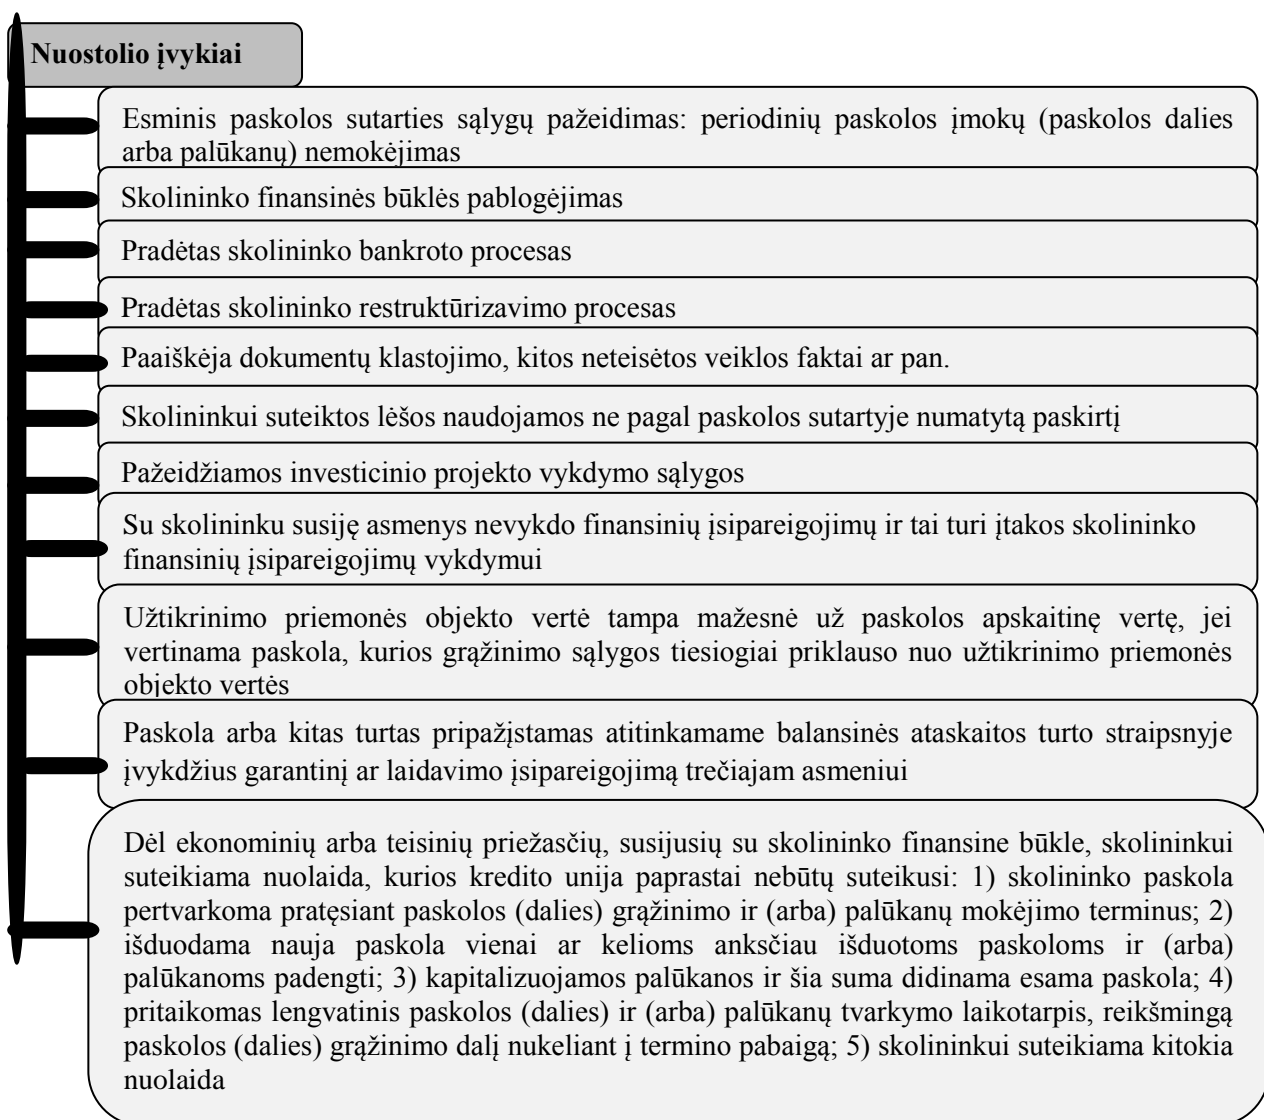 Nuostolio įvykiai
Esminis paskolos sutarties sąlygų pažeidimas: periodinių paskolos įmokų (paskolos dalies
arba palūkanų) nemokėjimas
Skolininko finansinės būklės pablogėjimas
Pradėtas skolininko bankroto procesas
Pradėtas skolininko restruktūrizavimo procesas
Paaiškėja dokumentų klastojimo, kitos neteisėtos veiklos faktai ar pan.
Skolininkui suteiktos lėšos naudojamos ne pagal paskolos sutartyje numatytą paskirtį
Pažeidžiamos investicinio projekto vykdymo sąlygos
Su skolininku susiję asmenys nevykdo finansinių įsipareigojimų ir tai turi įtakos skolininko
finansinių įsipareigojimų vykdymui
Užtikrinimo priemonės objekto vertė tampa mažesnė už paskolos apskaitinę vertę, jei
vertinama paskola, kurios grąžinimo sąlygos tiesiogiai priklauso nuo užtikrinimo priemonės
objekto vertės
Paskola arba kitas turtas pripažįstamas atitinkamame balansinės ataskaitos turto straipsnyje
įvykdžius garantinį ar laidavimo įsipareigojimą trečiajam asmeniui
Dėl ekonominių arba teisinių priežasčių, susijusių su skolininko finansine būkle, skolininkui
suteikiama nuolaida, kurios kredito unija paprastai nebūtų suteikusi: 1) skolininko paskola
pertvarkoma pratęsiant paskolos (dalies) grąžinimo ir (arba) palūkanų mokėjimo terminus; 2)
išduodama nauja paskola vienai ar kelioms anksčiau išduotoms paskoloms ir (arba)
palūkanoms padengti; 3) kapitalizuojamos palūkanos ir šia suma didinama esama paskola; 4)
pritaikomas lengvatinis paskolos (dalies) ir (arba) palūkanų tvarkymo laikotarpis, reikšmingą
paskolos (dalies) grąžinimo dalį nukeliant į termino pabaigą; 5) skolininkui suteikiama kitokia
nuolaida